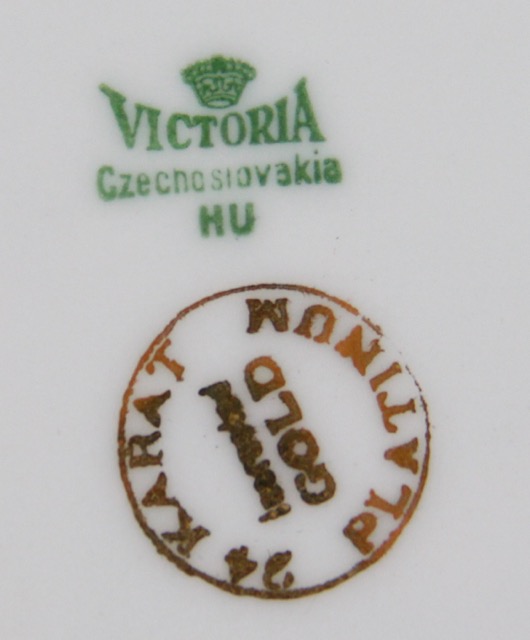 VICTORIA
Czechoslovakia
HU
24 KARAT
PLATINUM
GOLD